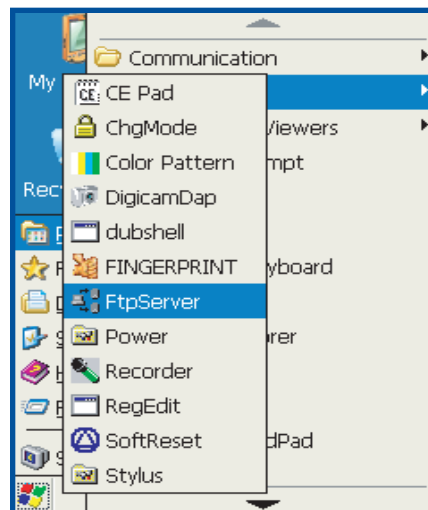 Communication
My
CE Pad
ChgMode
Viewers
Color Pattern
mpt
DigicamDap
Rec
dubshell
FINGERPRINT
yboard
FtpServer
Power
rer
Recorder
RegEdit
SoftReset
dPad
Stylus